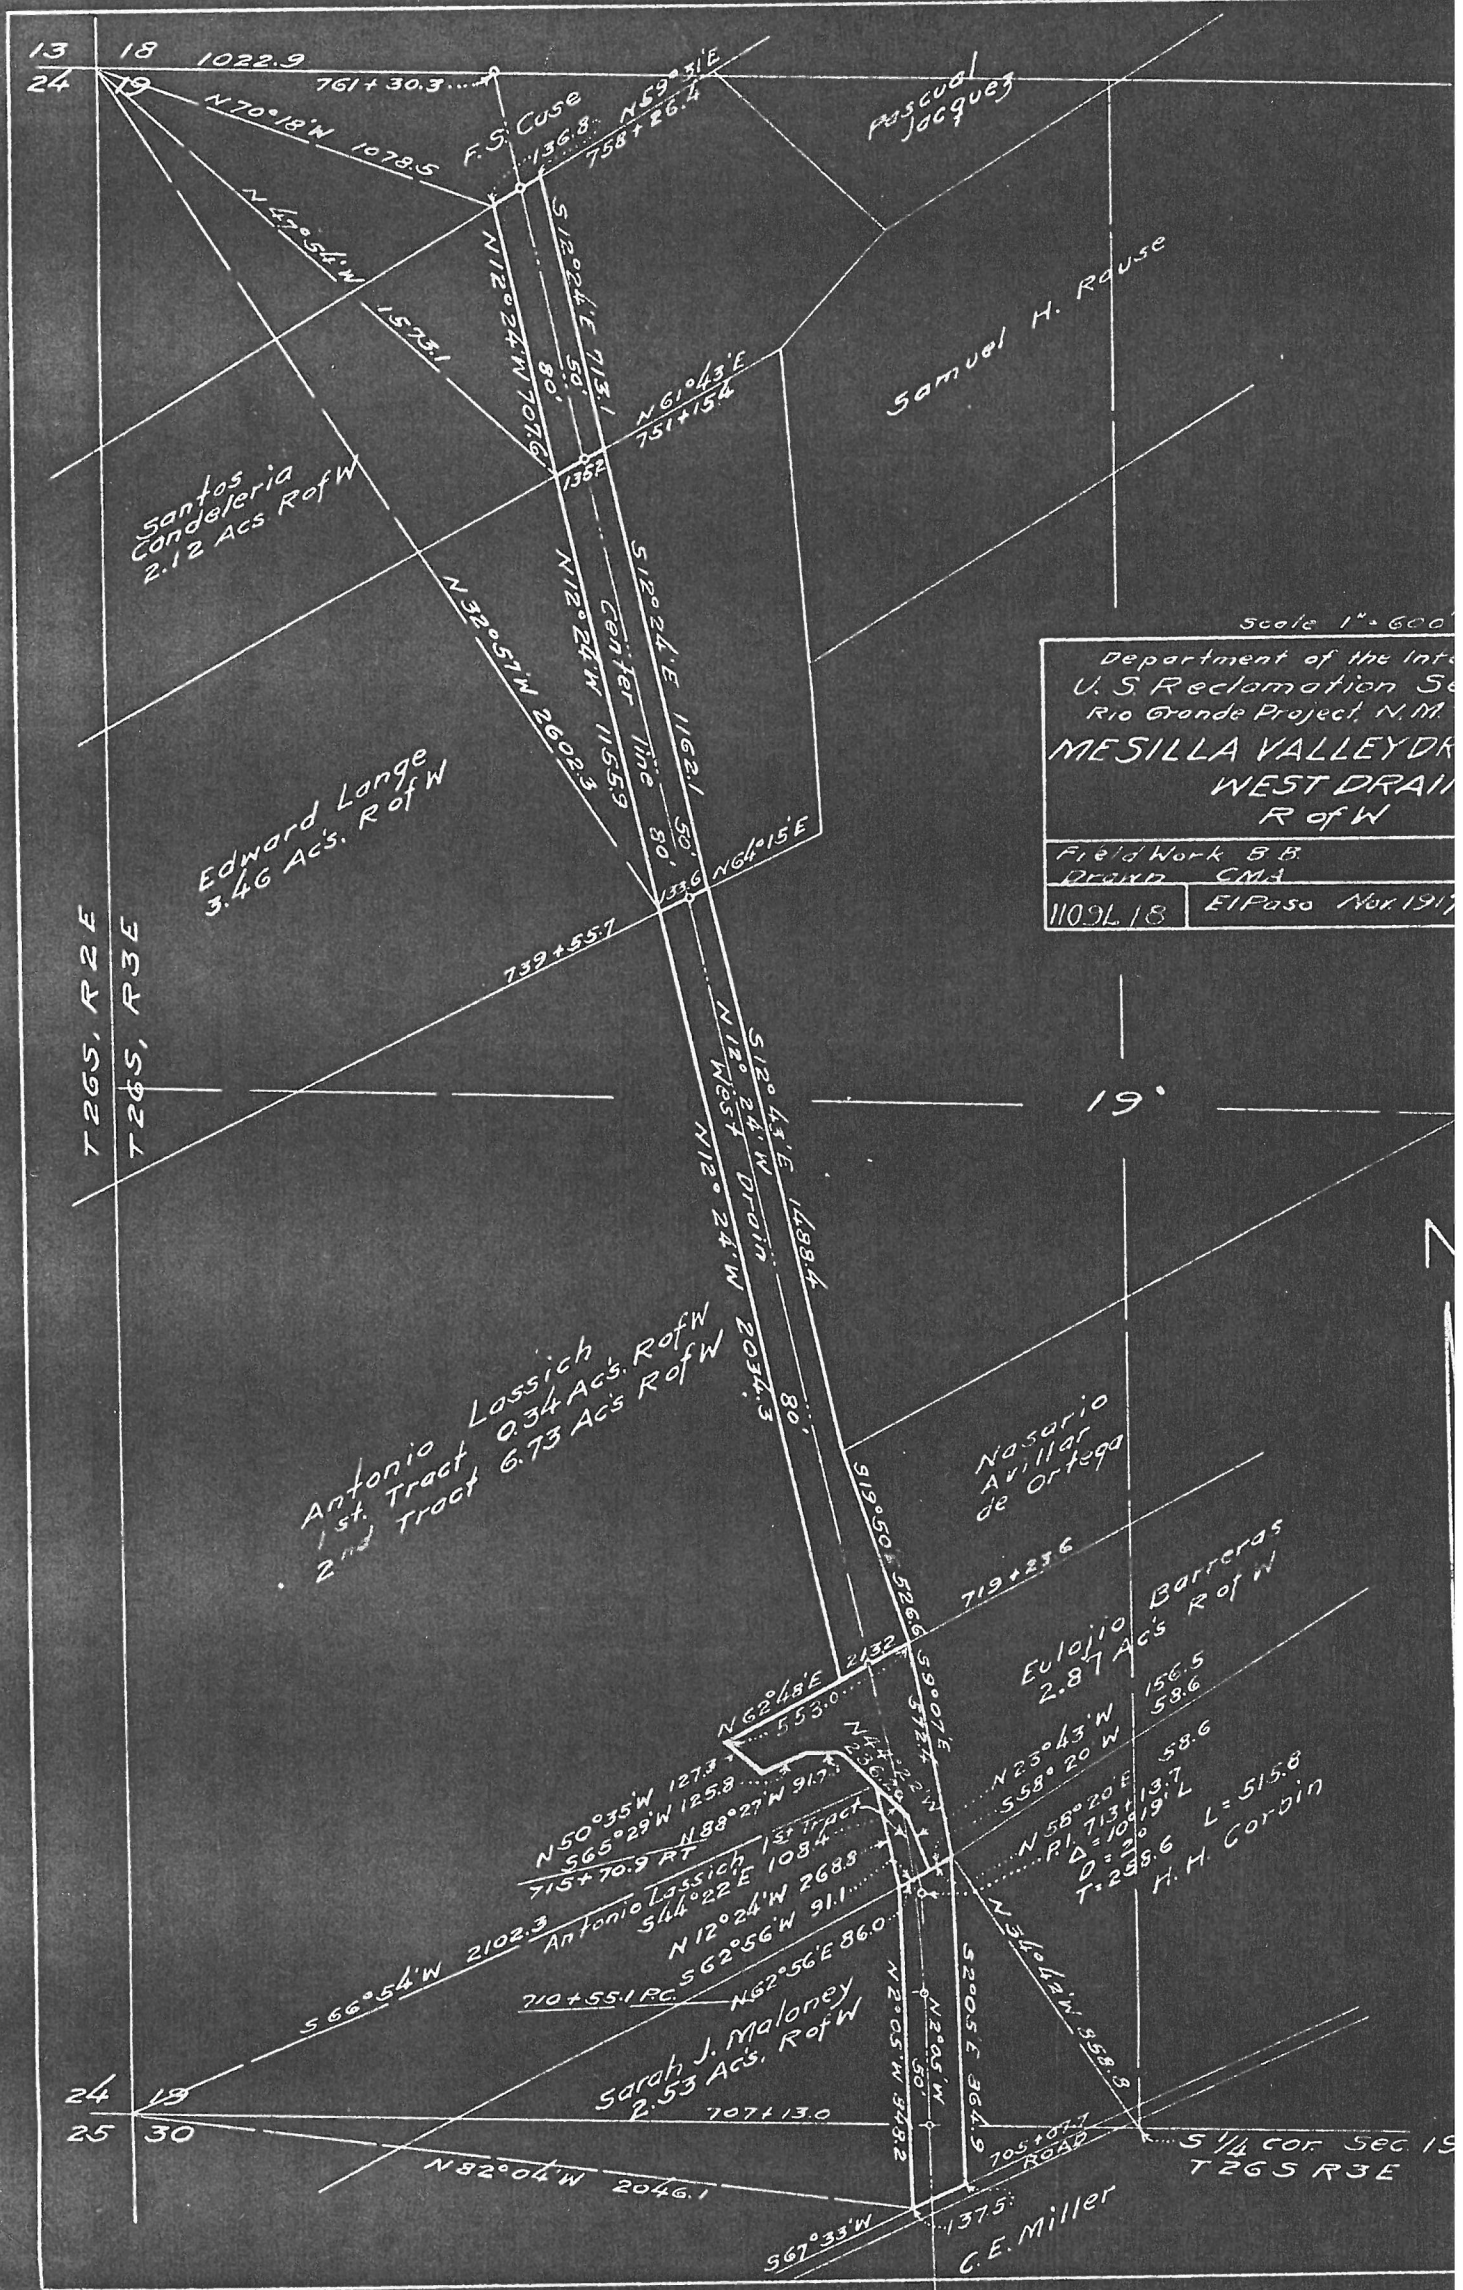 13 18 1022.9
24 19 761+30.3
N70°18'W 1078.5
F.S. Cuse
136.8
N59°31'E
758+26.4
Pascual
Jacquez
N47°54'W 1573.1
N12°24'W 707.6
80'
50'
S12°24'E 713.1
N61°43'E
751+15.4
135.2
Samuel H. Rause
Santos
Candeleria
2.12 Acs. R of W
N32°57'W 2602.3
N12°24'W 1155.9
Center line
80'
50'
S12°24'E 1162.1
Scale 1"=600'
Department of the Int
U.S. Reclamation Se
Rio Grande Project, N.M.
MESILLA VALLEY DR
WEST DRAI
R of W
Field Work B.B.
Drawn CMA
1109L18 El Paso Nov. 1917
Edward Lange
3.46 Ac's. R of W
133.6
N64°15'E
739+55.7
T26S, R2E
T26S, R3E
19
N12°24'W
West Drain
S12°43'E 1488.4
N12°24'W 2034.3
80'
Antonio Lassich
1st. Tract 0.34 Ac's. R of W
2nd Tract 6.73 Ac's R of W
Nasario
Avillar
de Ortega
S19°50'E 526.6
719+23.6
213.2
N62°48'E
553.0
Eulojio Barreras
2.87 Ac's R of W
S9°07'E 572.4
N23°43'W 156.5
S58°20'W 58.6
N58°20'E 58.6
P.I. 713+13.7
Δ=10°19'L
D=2°
T=258.6 L=515.8
H.H. Corbin
N50°35'W 127.3
S65°29'W 125.8
N88°27'W 91.7
715+70.9 P.T.
Antonio Lassich 1st Tract
S44°22'E 108.4
N12°24'W 268.8
S62°56'W 91.1
N62°56'E 86.0
710+55.1 P.C.
S66°54'W 2102.3
Sarah J. Maloney
2.53 Ac's. R of W
N2°05'W 948.2
N2°05'W
50'
S2°05'E 964.9
N34°42'W 958.3
24 19
25 30
707+13.0
N82°04'W 2046.1
705+07.7
ROAD
S 1/4 cor. Sec. 19
T26S R3E
S67°33'W
137.5
C.E. Miller
N